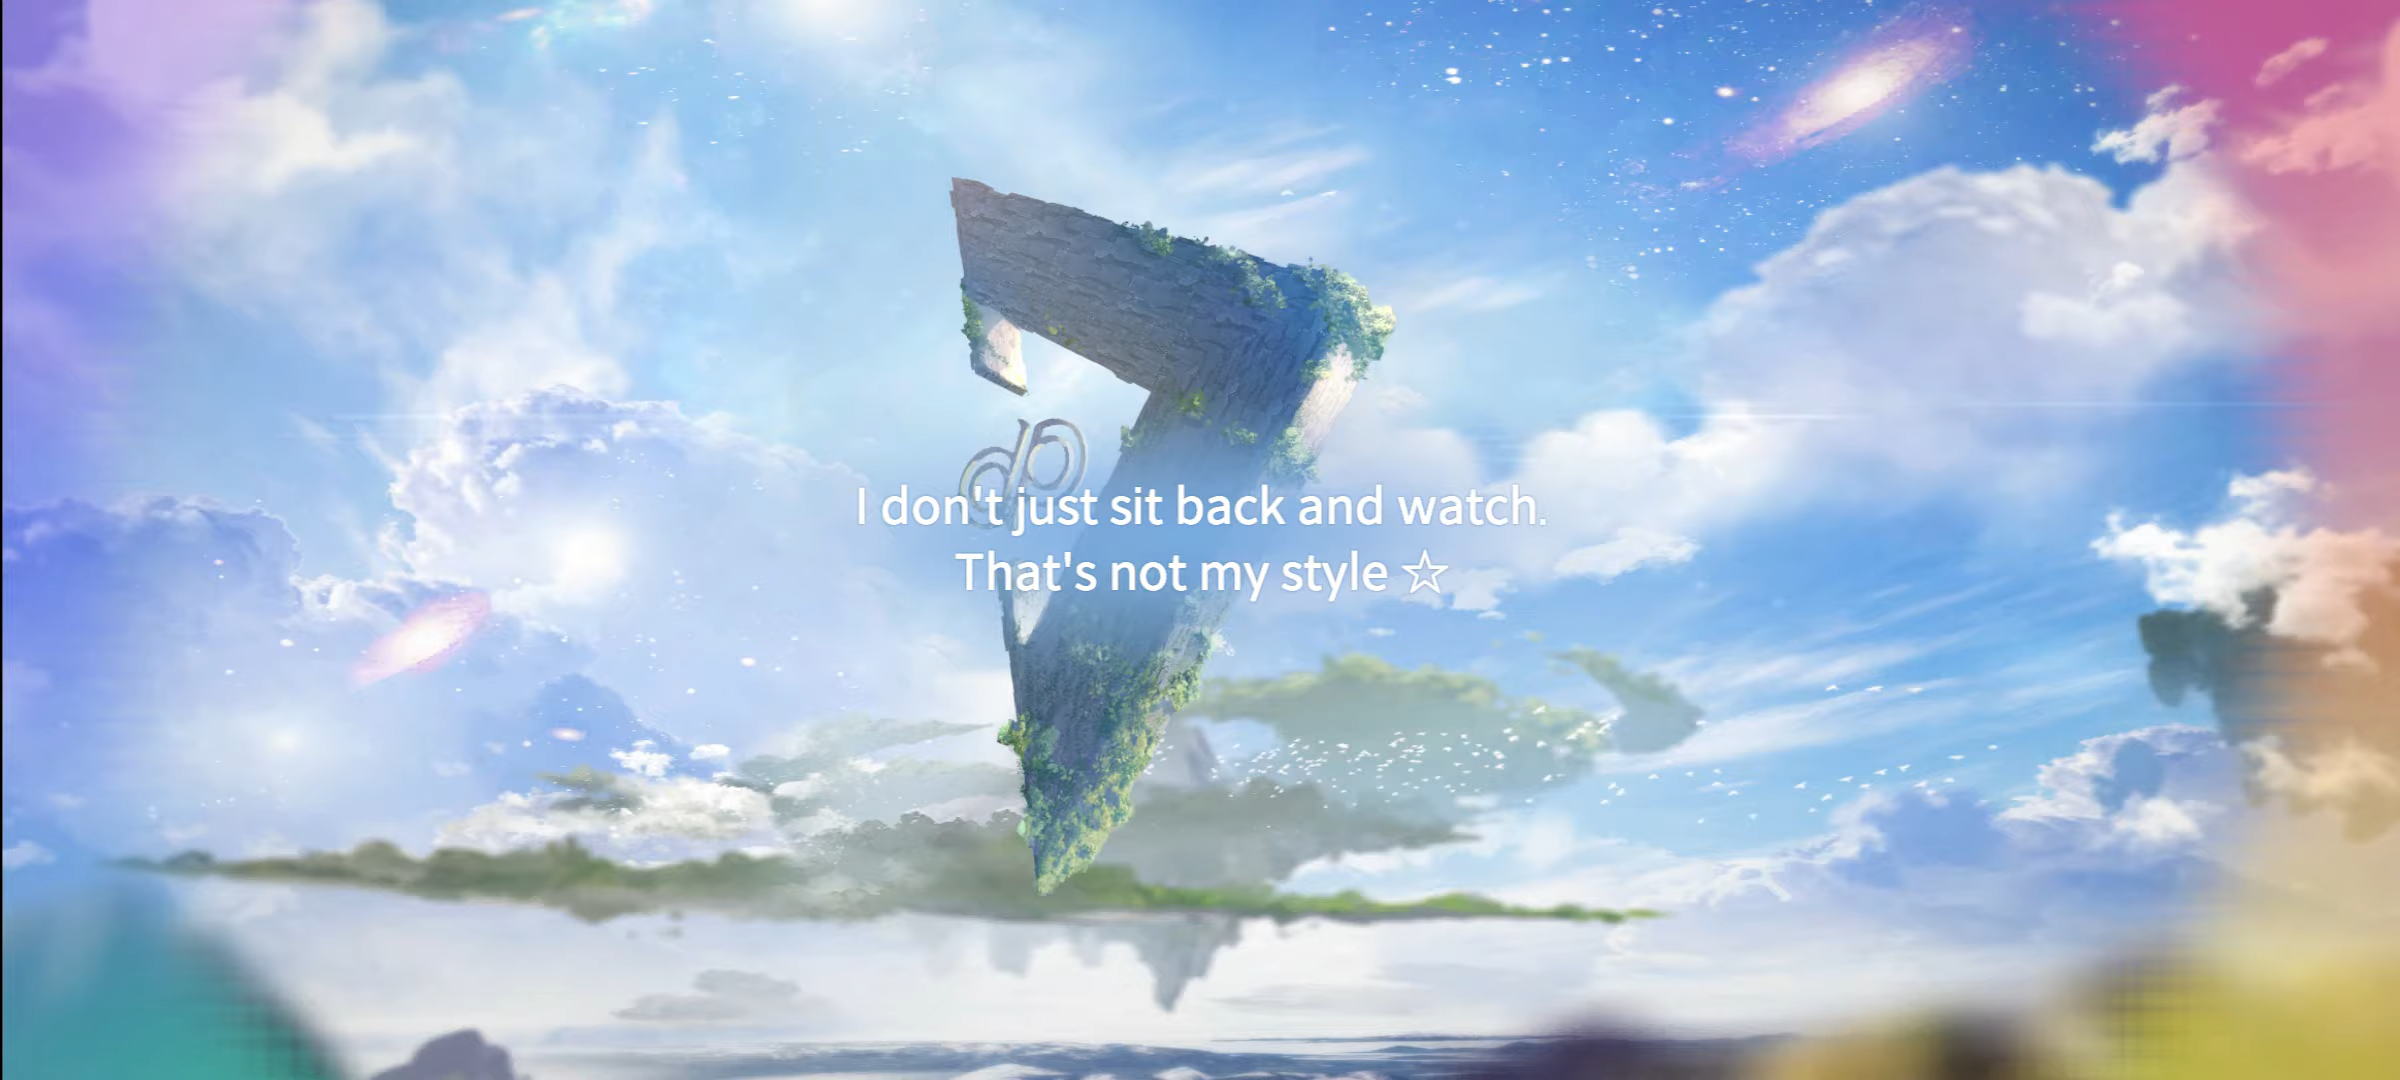 I don't just sit back and watch.
That's not my style ☆